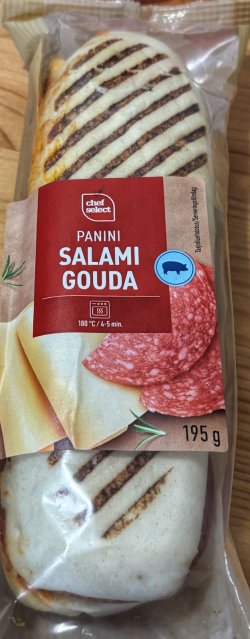 chef
select
PANINI
SALAMI
GOUDA
180 °C / 4-5 min.
195 g